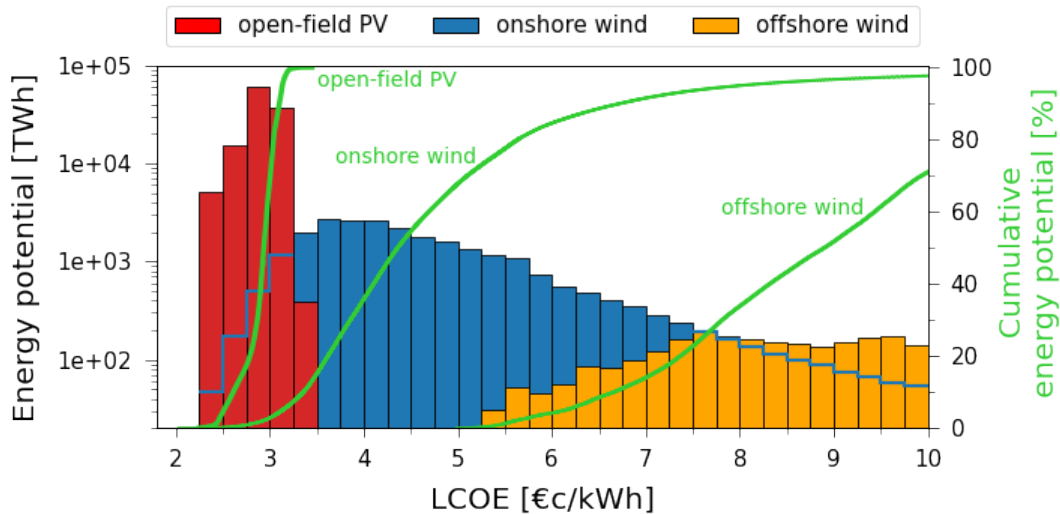 open-field PV onshore wind offshore wind
Energy potential [TWh]
1e+05
1e+04
1e+03
1e+02
open-field PV
onshore wind
offshore wind
100
80
60
40
20
0
Cumulative
energy potential [%]
2 3 4 5 6 7 8 9 10
LCOE [€c/kWh]